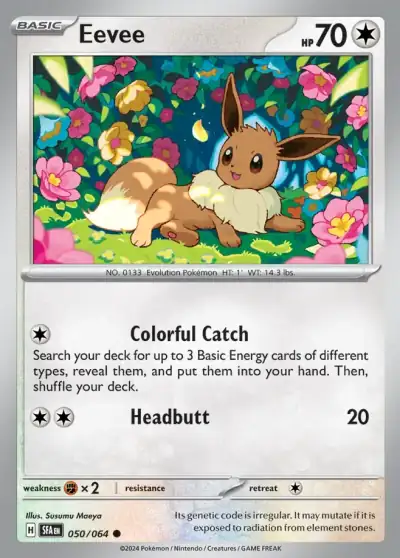 BASIC
Eevee
HP 70
NO. 0133 Evolution Pokémon HT: 1' WT: 14.3 lbs.
Colorful Catch
Search your deck for up to 3 Basic Energy cards of different
types, reveal them, and put them into your hand. Then,
shuffle your deck.
Headbutt 20
weakness × 2 resistance retreat
Illus. Susumu Maeya
H SFA EN 050/064
Its genetic code is irregular. It may mutate if it is
exposed to radiation from element stones.
©2024 Pokémon / Nintendo / Creatures / GAME FREAK